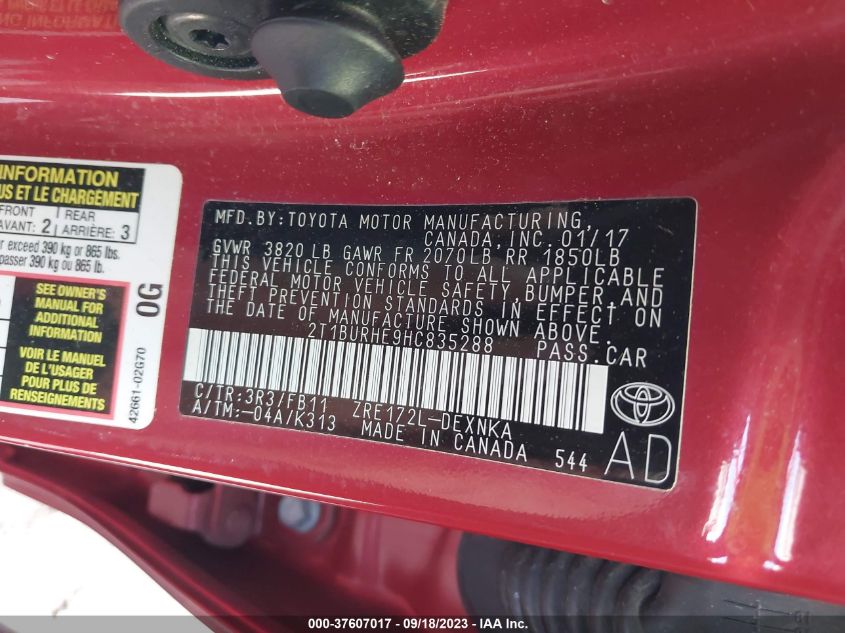 INFORMATION
US ET LE CHARGEMENT
FRONT
AVANT: 2
REAR
ARRIÈRE: 3
exceed 390 kg or 865 lbs.
passer 390 kg ou 865 lb.
SEE OWNER'S
MANUAL FOR
ADDITIONAL
INFORMATION
VOIR LE MANUEL
DE
POUR PLUS DE
0G
42661-02G70
MFD. BY: TOYOTA MOTOR MANUFACTURING,
CANADA, INC. 01/17
GVWR 3820 LB GAWR FR 2070LB RR 1850LB
THIS VEHICLE CONFORMS TO ALL APPLICABLE
FEDERAL MOTOR VEHICLE SAFETY, BUMPER, AND
THEFT PREVENTION STANDARDS IN EFFECT ON
THE DATE OF MANUFACTURE SHOWN ABOVE.
2T1BURHE9HC835288 PASS.CAR
C/TR:3R3/FB11 ZRE172L-DEXNKA
A/TM:-04A/K313 MADE IN CANADA 544
AD
000-37607017 - 09/18/2023 - IAA Inc.